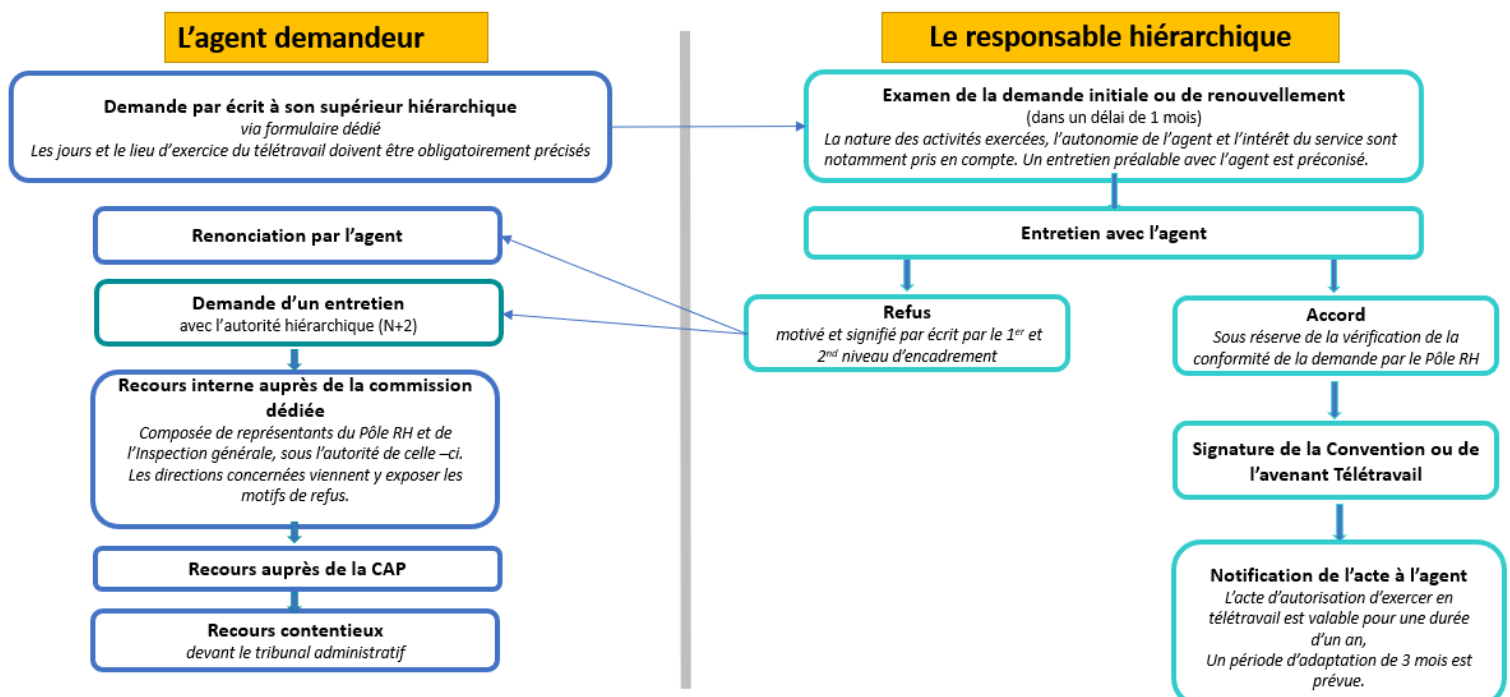 L’agent demandeur
Demande par écrit à son supérieur hiérarchique
via formulaire dédié
Les jours et le lieu d’exercice du télétravail doivent être obligatoirement précisés
Renonciation par l’agent
Demande d’un entretien
avec l’autorité hiérarchique (N+2)
Recours interne auprès de la commission
dédiée
Composée de représentants du Pôle RH et de
l’Inspection générale, sous l’autorité de celle –ci.
Les directions concernées viennent y exposer les
motifs de refus.
Recours auprès de la CAP
Recours contentieux
devant le tribunal administratif
Le responsable hiérarchique
Examen de la demande initiale ou de renouvellement
(dans un délai de 1 mois)
La nature des activités exercées, l’autonomie de l’agent et l’intérêt du service sont
notamment pris en compte. Un entretien préalable avec l’agent est préconisé.
Entretien avec l’agent
Refus
motivé et signifié par écrit par le 1er et
2nd niveau d’encadrement
Accord
Sous réserve de la vérification de la
conformité de la demande par le Pôle RH
Signature de la Convention ou de
l’avenant Télétravail
Notification de l’acte à l’agent
L’acte d’autorisation d’exercer en
télétravail est valable pour une durée
d’un an,
Un période d’adaptation de 3 mois est
prévue.